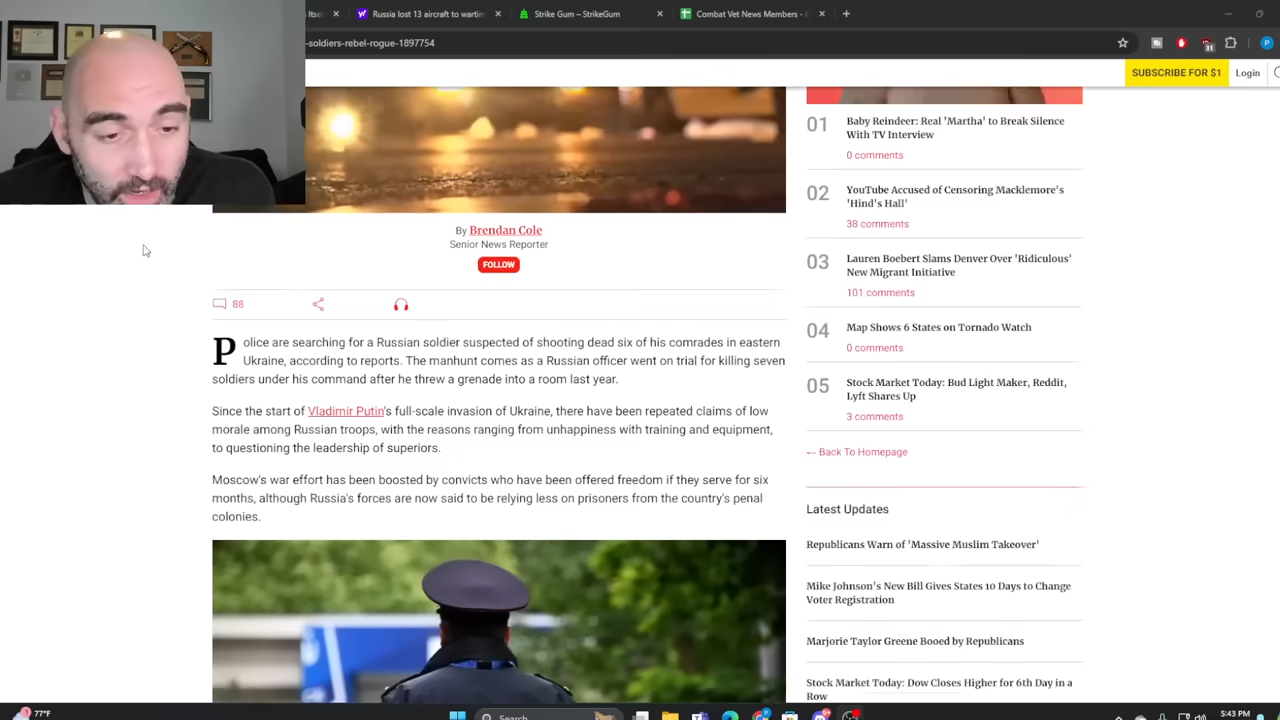 Itse
Russia lost 13 aircraft to wartim
Strike Gum – StrikeGum
Combat Vet News Members -
-soldiers-rebel-rogue-1897754
31
P
SUBSCRIBE FOR $1
Login
By Brendan Cole
Senior News Reporter
FOLLOW
88
Police are searching for a Russian soldier suspected of shooting dead six of his comrades in eastern
Ukraine, according to reports. The manhunt comes as a Russian officer went on trial for killing seven
soldiers under his command after he threw a grenade into a room last year.
Since the start of Vladimir Putin's full-scale invasion of Ukraine, there have been repeated claims of low
morale among Russian troops, with the reasons ranging from unhappiness with training and equipment,
to questioning the leadership of superiors.
Moscow's war effort has been boosted by convicts who have been offered freedom if they serve for six
months, although Russia's forces are now said to be relying less on prisoners from the country's penal
colonies.
01
Baby Reindeer: Real 'Martha' to Break Silence
With TV Interview
0 comments
02
YouTube Accused of Censoring Macklemore's
'Hind's Hall'
38 comments
03
Lauren Boebert Slams Denver Over 'Ridiculous'
New Migrant Initiative
101 comments
04
Map Shows 6 States on Tornado Watch
0 comments
05
Stock Market Today: Bud Light Maker, Reddit,
Lyft Shares Up
3 comments
← Back To Homepage
Latest Updates
Republicans Warn of 'Massive Muslim Takeover'
Mike Johnson's New Bill Gives States 10 Days to Change
Voter Registration
Marjorie Taylor Greene Booed by Republicans
Stock Market Today: Dow Closes Higher for 6th Day in a
Row
77°F
Search
5:43 PM